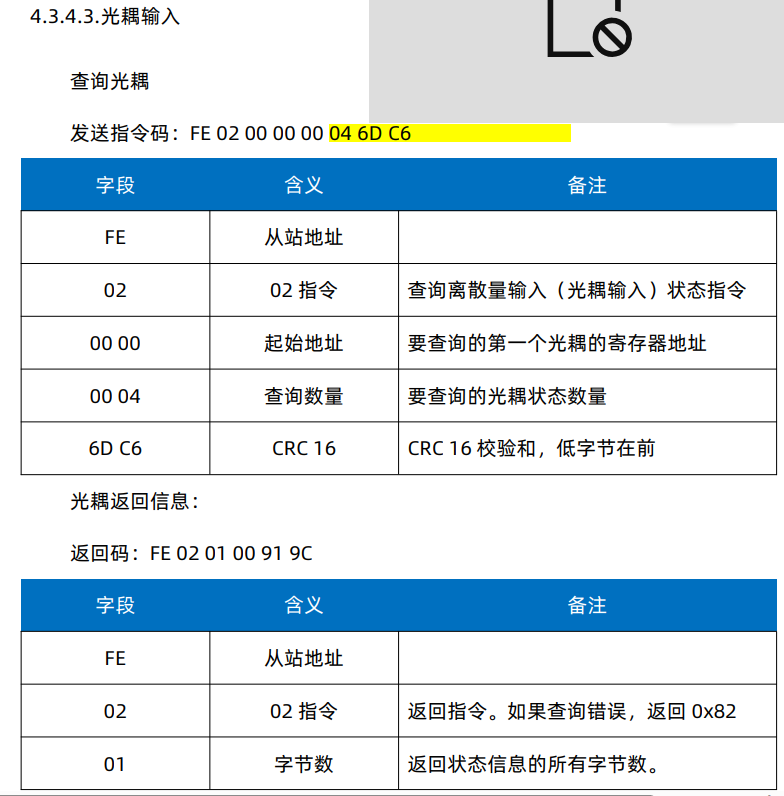 4.3.4.3.光耦输入
查询光耦
发送指令码：FE 02 00 00 00 04 6D C6
字段 含义 备注
FE 从站地址
02 02 指令 查询离散量输入（光耦输入）状态指令
00 00 起始地址 要查询的第一个光耦的寄存器地址
00 04 查询数量 要查询的光耦状态数量
6D C6 CRC 16 CRC 16 校验和，低字节在前
光耦返回信息：
返回码：FE 02 01 00 91 9C
字段 含义 备注
FE 从站地址
02 02 指令 返回指令。如果查询错误，返回 0x82
01 字节数 返回状态信息的所有字节数。